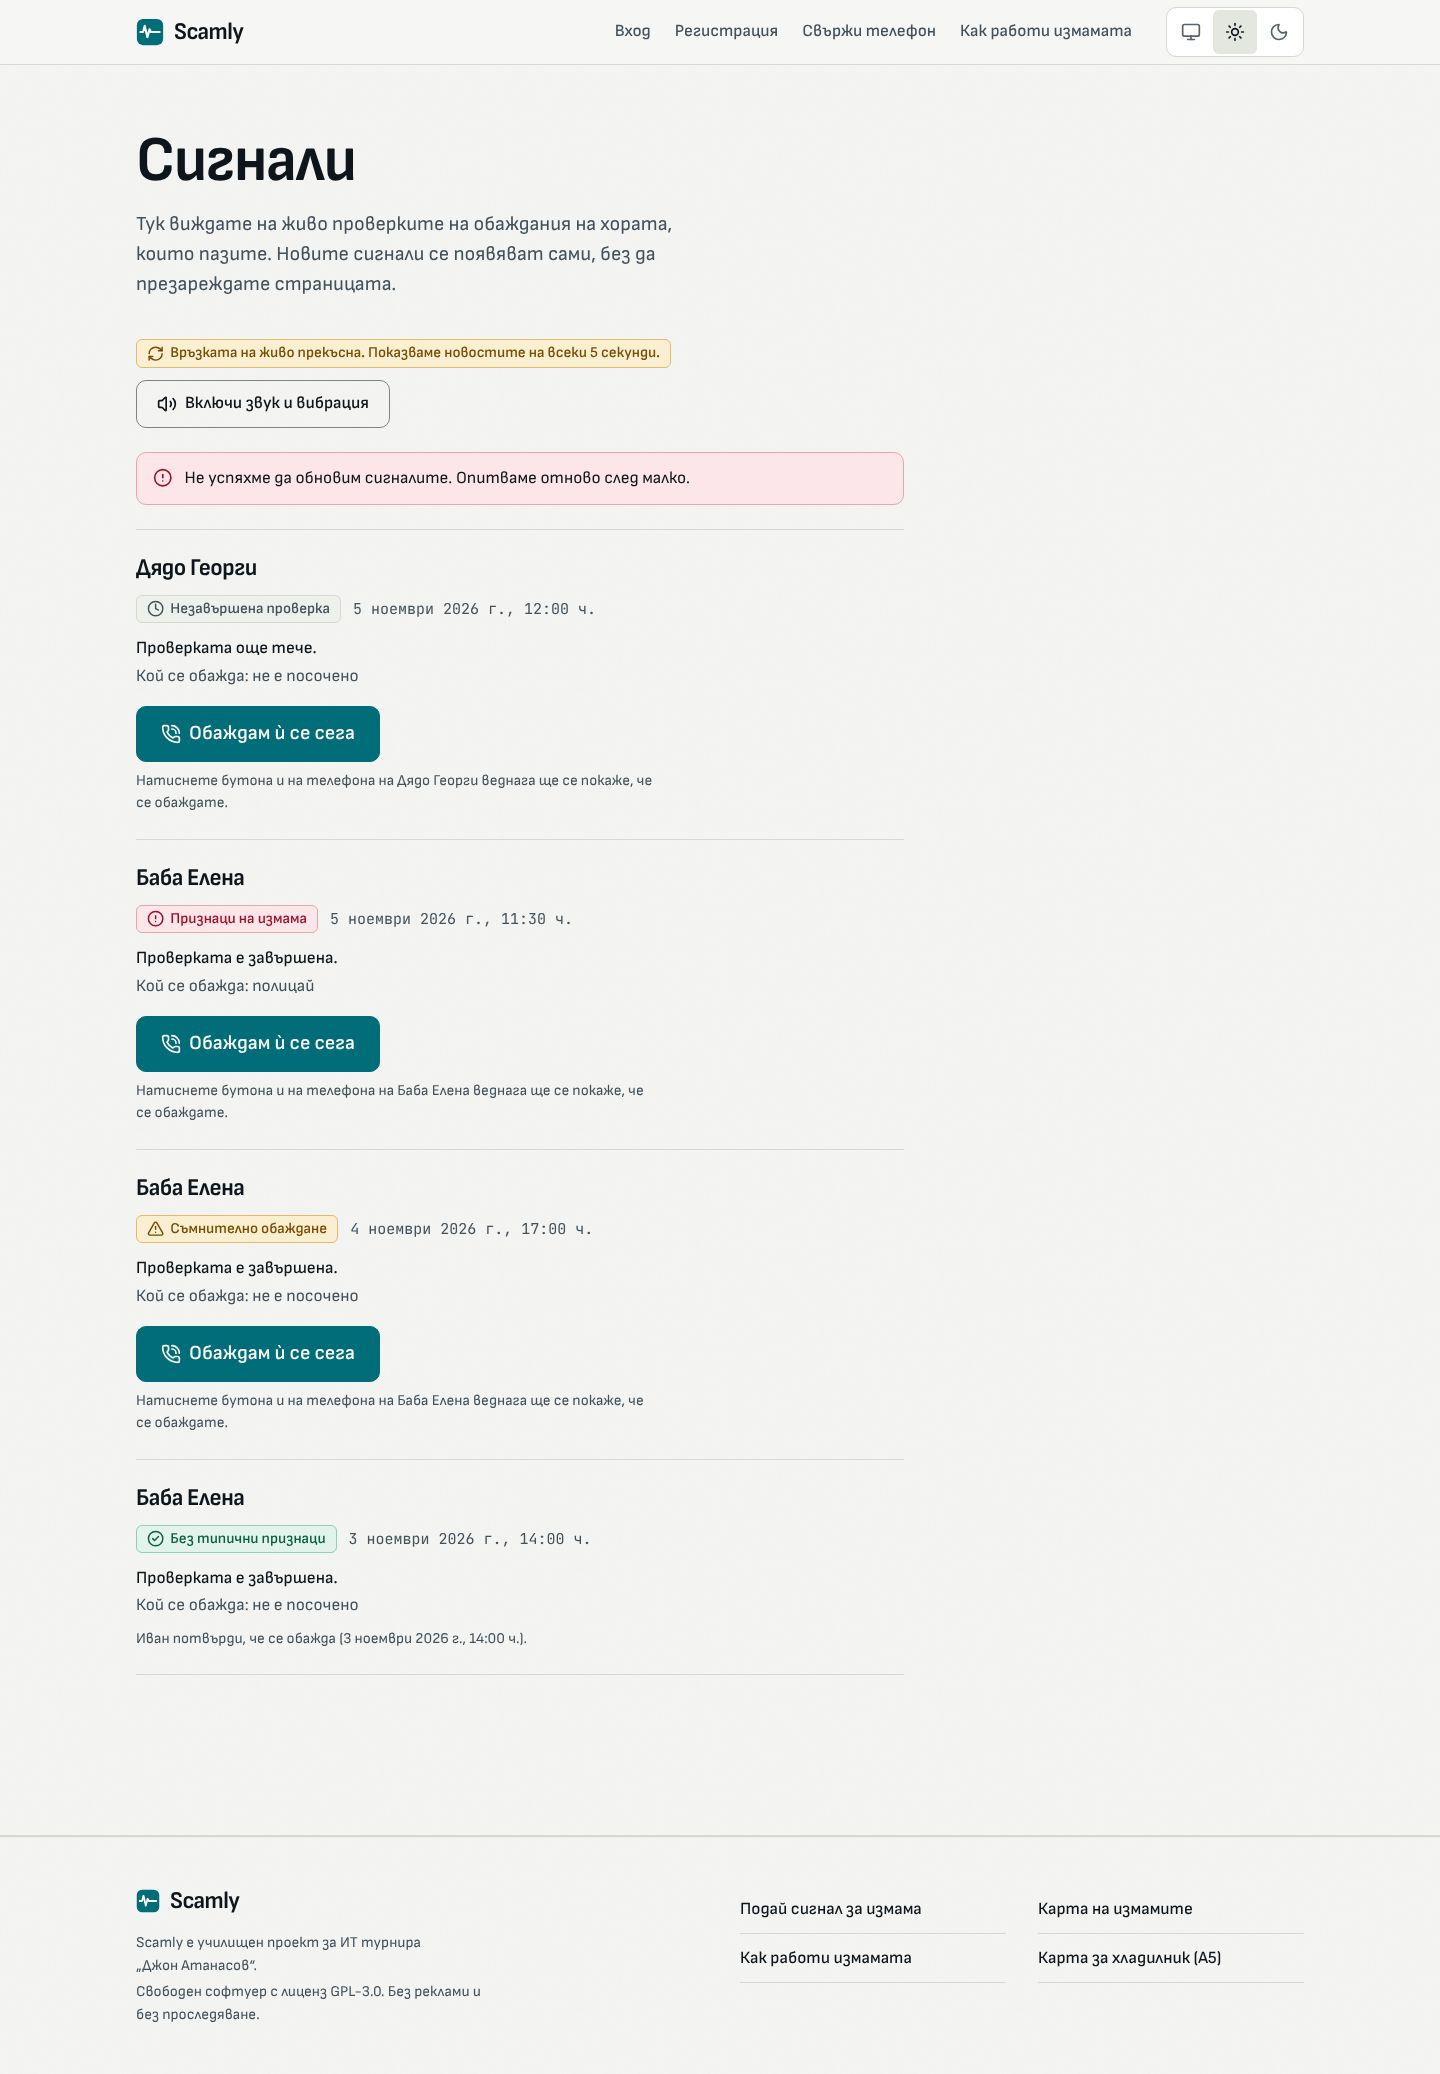 Scamly
Вход
Регистрация
Свържи телефон
Как работи измамата
Сигнали
Тук виждате на живо проверките на обаждания на хората,
които пазите. Новите сигнали се появяват сами, без да
презареждате страницата.
Връзката на живо прекъсна. Показваме новостите на всеки 5 секунди.
Включи звук и вибрация
Не успяхме да обновим сигналите. Опитваме отново след малко.
Дядо Георги
Незавършена проверка 5 ноември 2026 г., 12:00 ч.
Проверката още тече.
Кой се обажда: не е посочено
Обаждам ѝ се сега
Натиснете бутона и на телефона на Дядо Георги веднага ще се покаже, че
се обаждате.
Баба Елена
Признаци на измама 5 ноември 2026 г., 11:30 ч.
Проверката е завършена.
Кой се обажда: полицай
Обаждам ѝ се сега
Натиснете бутона и на телефона на Баба Елена веднага ще се покаже, че
се обаждате.
Баба Елена
Съмнително обаждане 4 ноември 2026 г., 17:00 ч.
Проверката е завършена.
Кой се обажда: не е посочено
Обаждам ѝ се сега
Натиснете бутона и на телефона на Баба Елена веднага ще се покаже, че
се обаждате.
Баба Елена
Без типични признаци 3 ноември 2026 г., 14:00 ч.
Проверката е завършена.
Кой се обажда: не е посочено
Иван потвърди, че се обажда (3 ноември 2026 г., 14:00 ч.).
Scamly
Scamly е училищен проект за ИТ турнира
„Джон Атанасов“.
Свободен софтуер с лиценз GPL-3.0. Без реклами и
без проследяване.
Подай сигнал за измама
Карта на измамите
Как работи измамата
Карта за хладилник (А5)